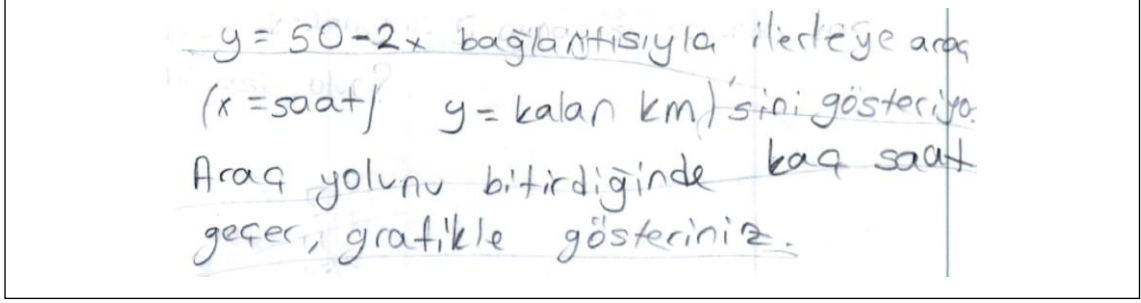 y = 50-2x bağlantısıyla ilerleye araç
(x = saat) y = kalan km)'sini gösteriyo.
Araç yolunu bitirdiğinde kaç saat
geçer, grafikle gösteriniz.